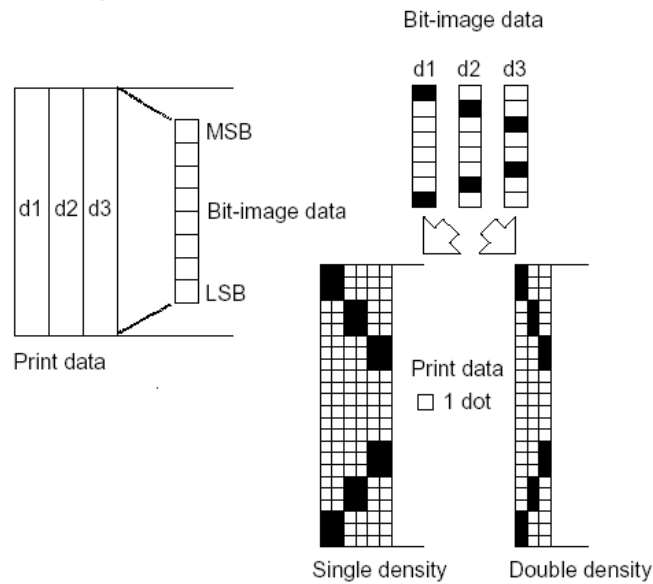 Bit-image data
d1 d2 d3
MSB
d1 d2 d3
Bit-image data
LSB
Print data
Print data
1 dot
Single density
Double density